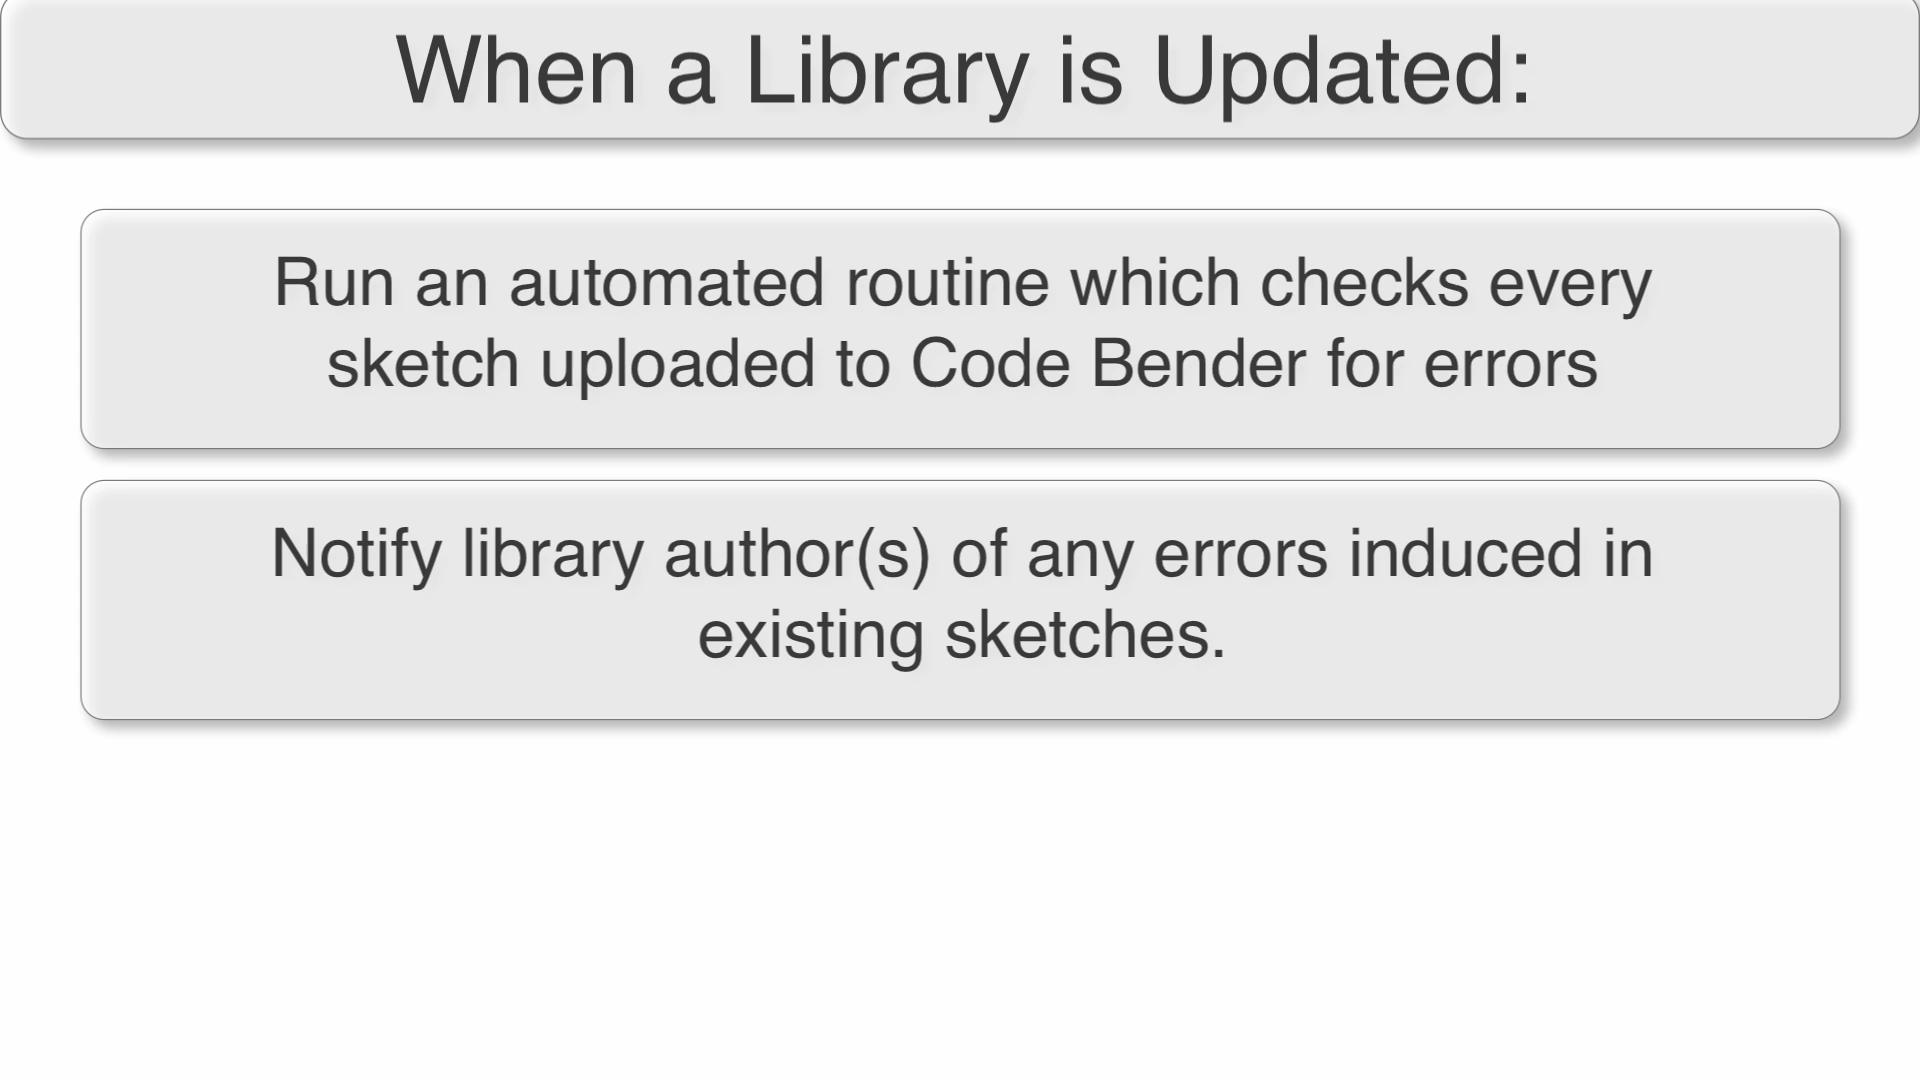 When a Library is Updated:
Run an automated routine which checks every
sketch uploaded to Code Bender for errors
Notify library author(s) of any errors induced in
existing sketches.